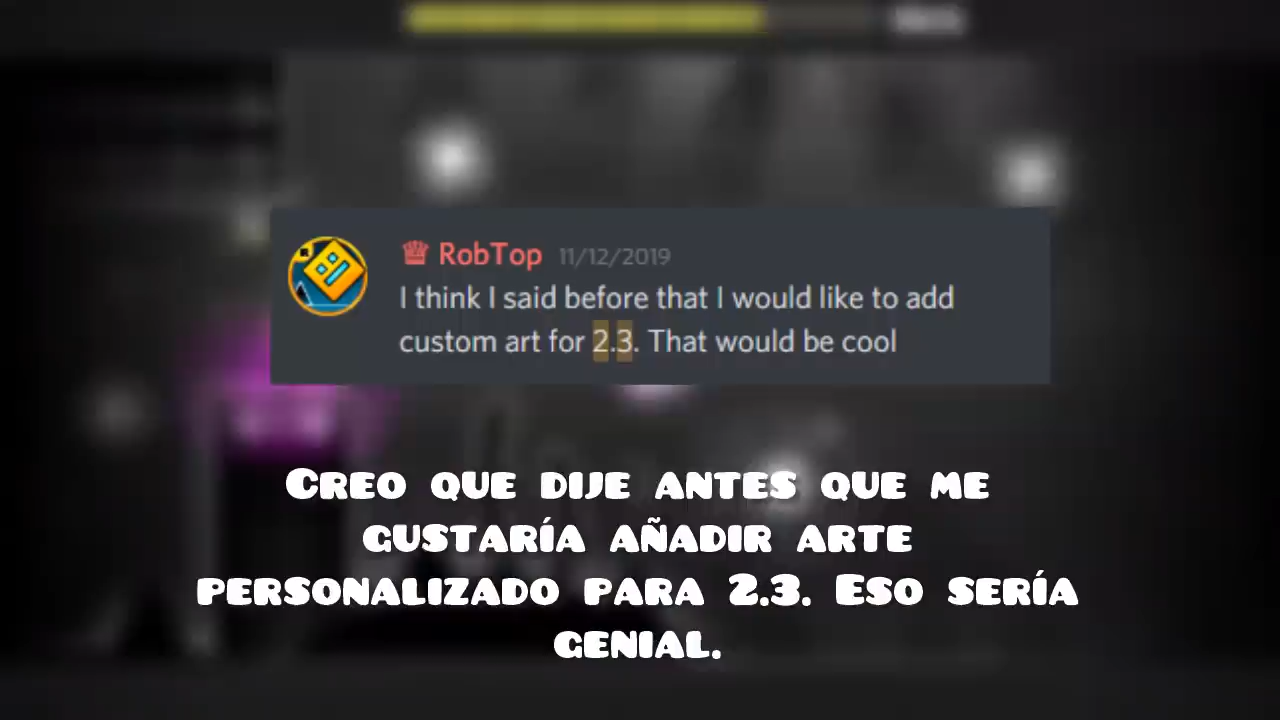 RobTop 11/12/2019
I think I said before that I would like to add
custom art for 2.3. That would be cool
Creo que dije antes que me
gustaría añadir arte
personalizado para 2.3. Eso sería
genial.